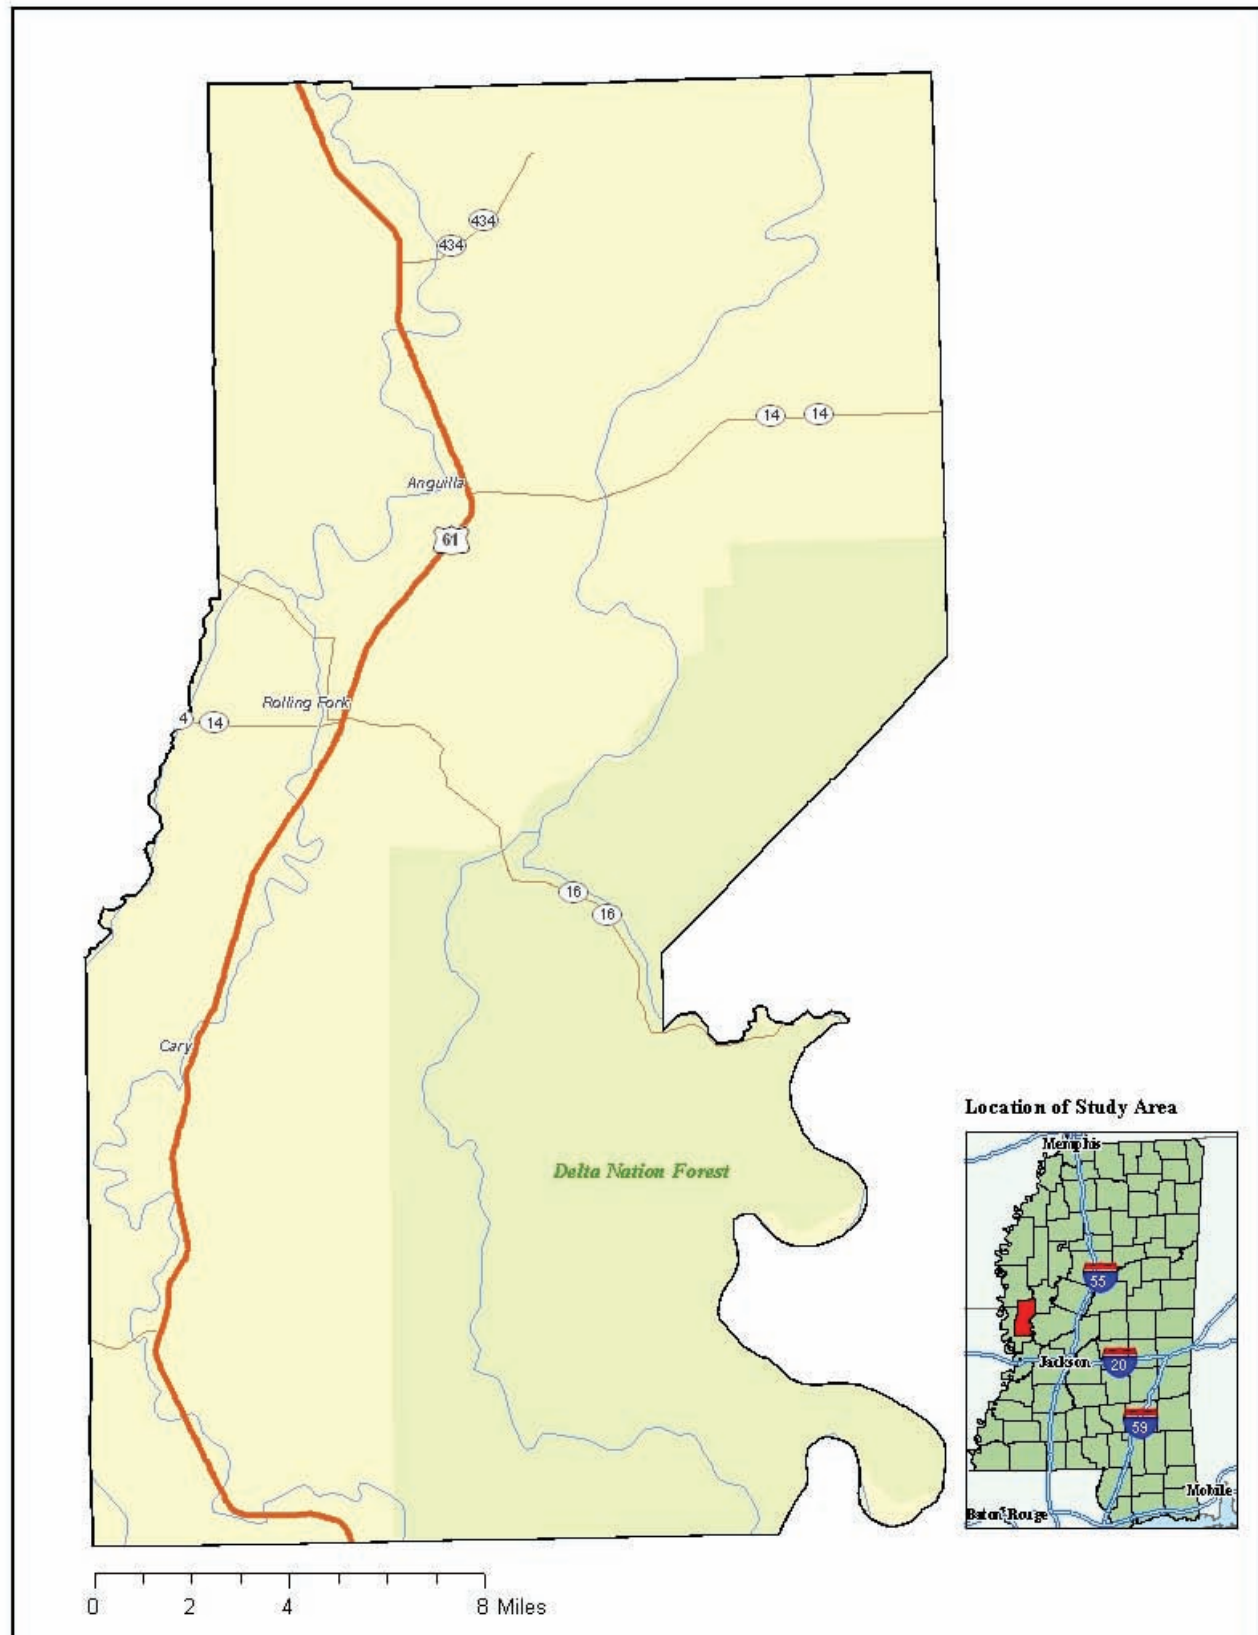 434
434
14 14
Anguilla
61
Rolling Fork
4 14
16
16
Cary
Delta Nation Forest
Location of Study Area
Memphis
55
Jackson
20
59
Mobile
Baton Rouge
0 2 4 8 Miles